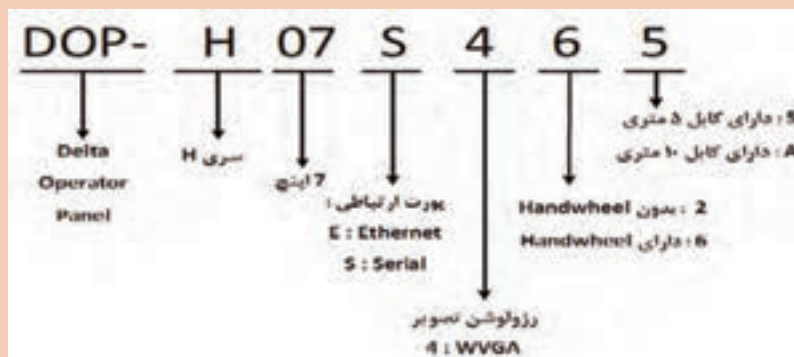 DOP- H 07 S 4 6 5
Delta
Operator
Panel
سری H
7 اینچ
پورت ارتباطی :
E : Ethernet
S : Serial
رزولوشن تصویر
4 : WVGA
2 : بدون Handwheel
6 : دارای Handwheel
5 : دارای کابل ۵ متری
A : دارای کابل ۱۰ متری